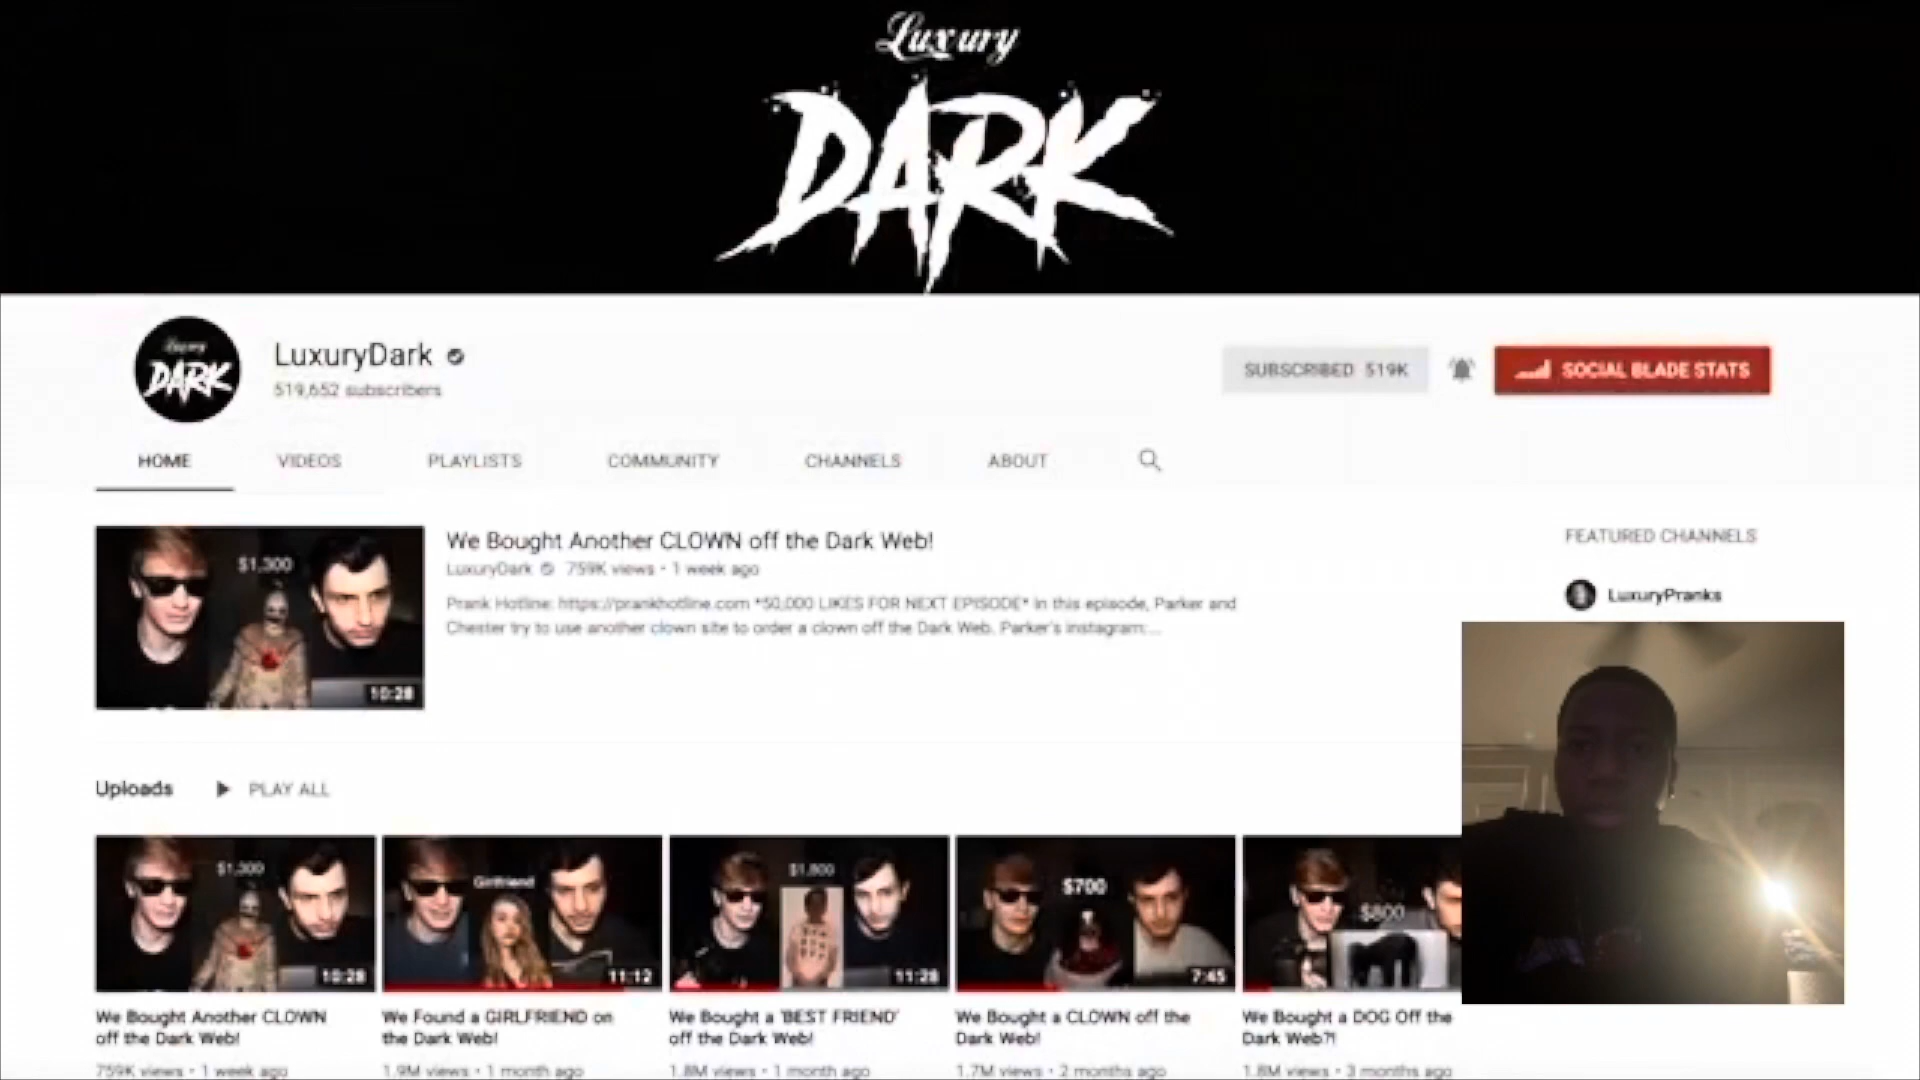 Luxury
DARK
Luxury
DARK
LuxuryDark
519,652 subscribers
SUBSCRIBED 519K
SOCIAL BLADE STATS
HOME
VIDEOS
PLAYLISTS
COMMUNITY
CHANNELS
ABOUT
$1,300
10:28
We Bought Another CLOWN off the Dark Web!
LuxuryDark 759K views • 1 week ago
Prank Hotline: https://prankhotline.com *50,000 LIKES FOR NEXT EPISODE* In this episode, Parker and
Chester try to use another clown site to order a clown off the Dark Web. Parker's instagram:...
FEATURED CHANNELS
LuxuryPranks
Uploads
PLAY ALL
$1,300
10:28
Girlfriend
11:12
$1,800
11:28
$700
7:45
$800
We Bought Another CLOWN
off the Dark Web!
759K views • 1 week ago
We Found a GIRLFRIEND on
the Dark Web!
1.9M views • 1 month ago
We Bought a 'BEST FRIEND'
off the Dark Web!
1.8M views • 1 month ago
We Bought a CLOWN off the
Dark Web!
1.7M views • 2 months ago
We Bought a DOG Off the
Dark Web?!
1.8M views • 3 months ago